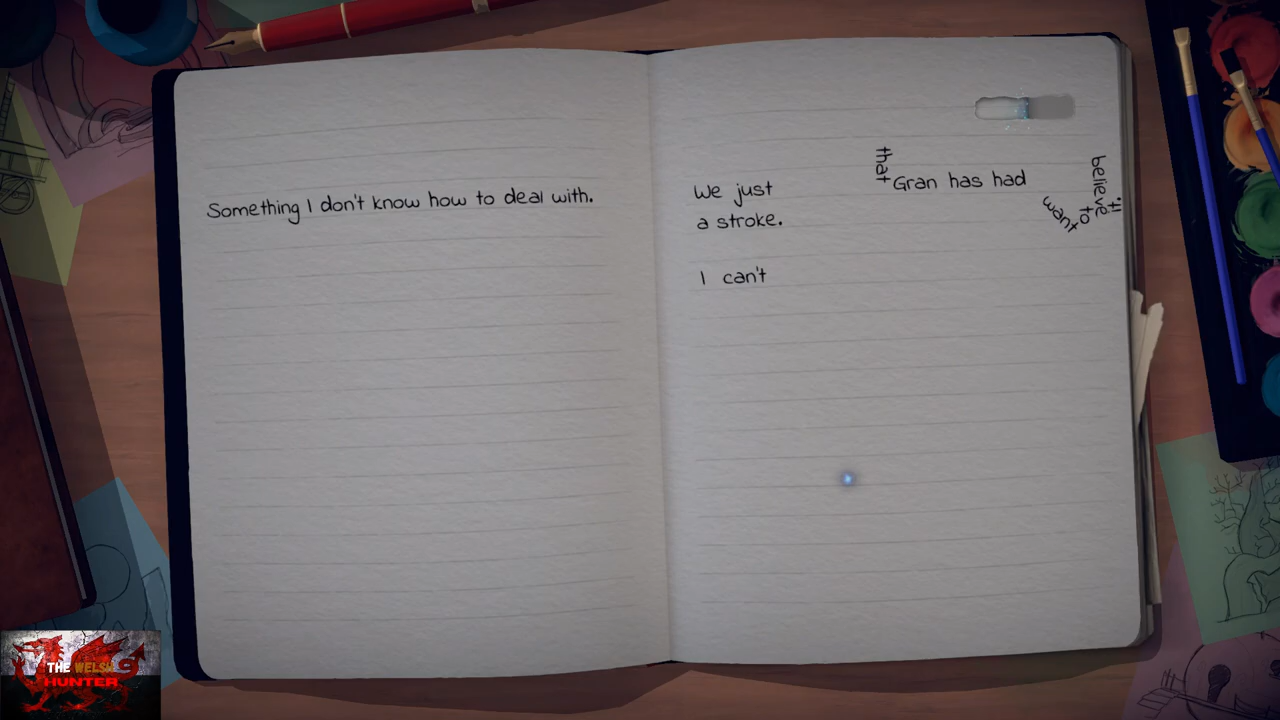 Something I don't know how to deal with.
We just
that
Gran has had
a stroke.
I can't
believe
it.
to
want
THE WELSH
HUNTER